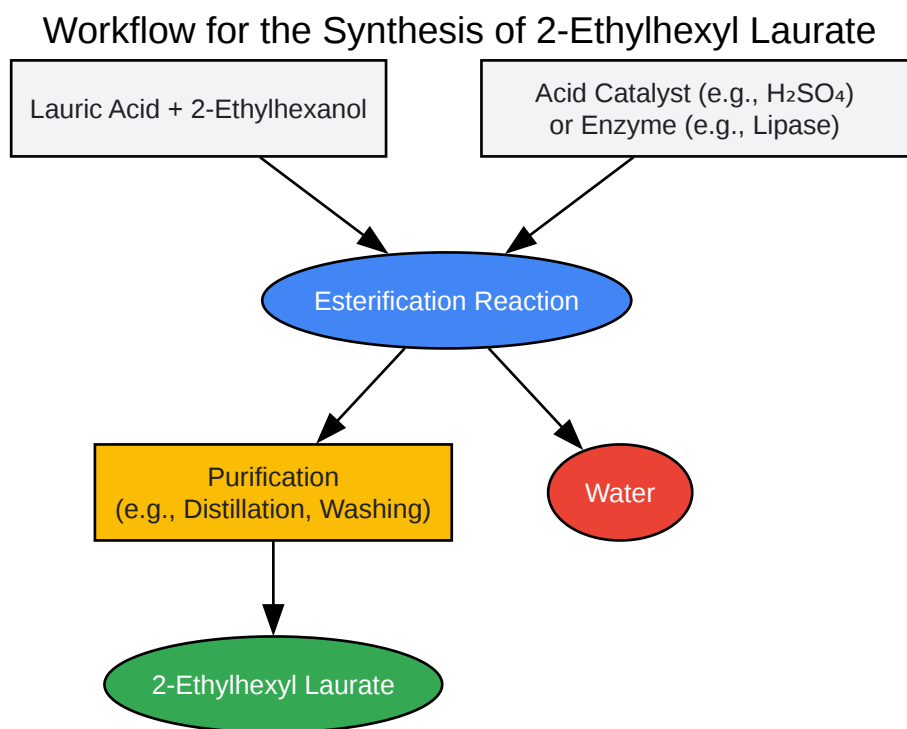 Workflow for the Synthesis of 2-Ethylhexyl Laurate
Lauric Acid + 2-Ethylhexanol
Acid Catalyst (e.g., H₂SO₄)
or Enzyme (e.g., Lipase)
Esterification Reaction
Purification
(e.g., Distillation, Washing)
Water
2-Ethylhexyl Laurate